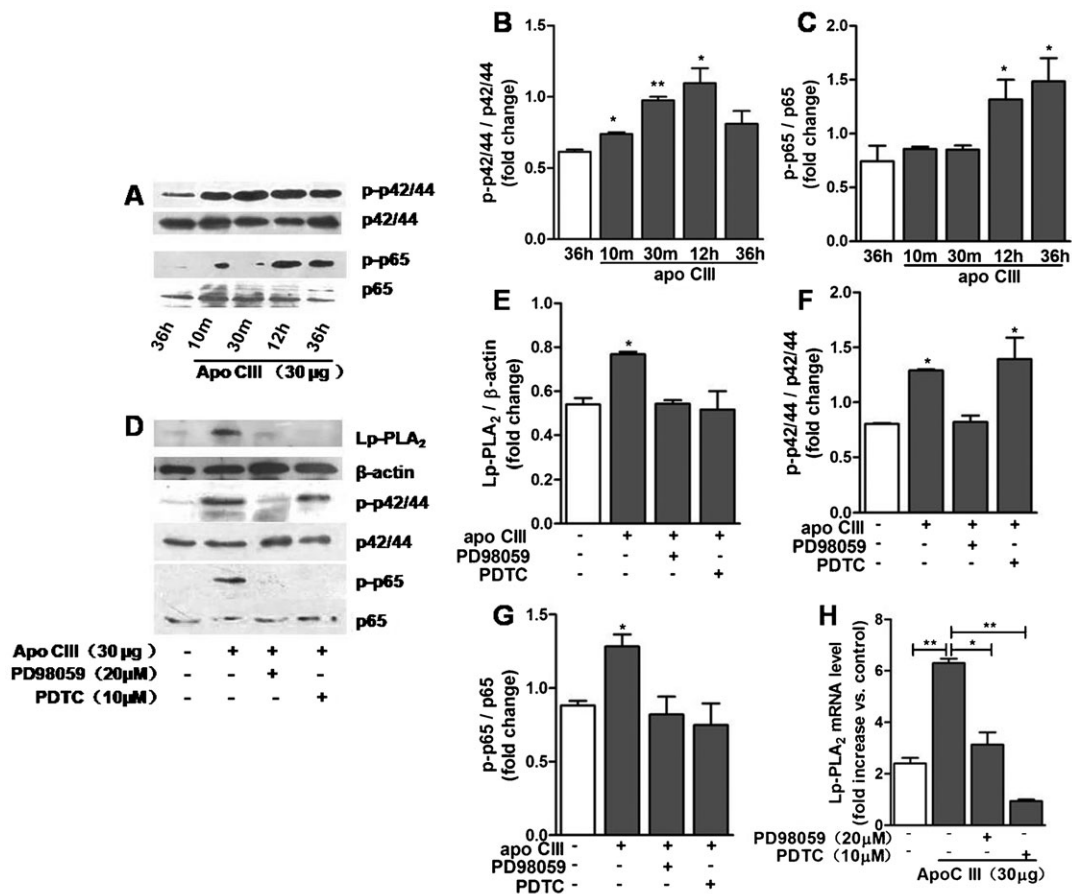 A
p-p42/44
p42/44
p-p65
p65
36h 10m 30m 12h 36h
Apo CIII (30 μg)
B
p-p42/44 / p42/44
(fold change)
1.5
1.0
0.5
0.0
* ** *
36h 10m 30m 12h 36h
apo CIII
C
p-p65 / p65
(fold change)
2.0
1.5
1.0
0.5
0.0
* *
36h 10m 30m 12h 36h
apo CIII
D
Lp-PLA2
β-actin
p-p42/44
p42/44
p-p65
p65
Apo CIII (30 μg) - + + +
PD98059 (20μM) - - + -
PDTC (10μM) - - - +
E
Lp-PLA2 / β-actin
(fold change)
1.0
0.8
0.6
0.4
0.2
0.0
*
apo CIII - + + +
PD98059 - - + -
PDTC - - - +
F
p-p42/44 / p42/44
(fold change)
2.0
1.5
1.0
0.5
0.0
* *
apo CIII - + + +
PD98059 - - + -
PDTC - - - +
G
p-p65 / p65
(fold change)
1.5
1.0
0.5
0.0
*
apo CIII - + + +
PD98059 - - + -
PDTC - - - +
H
Lp-PLA2 mRNA level
(fold increase vs. control)
8
6
4
2
0
**
** *
PD98059 (20μM) - - + -
PDTC (10μM) - - - +
ApoC III (30μg)